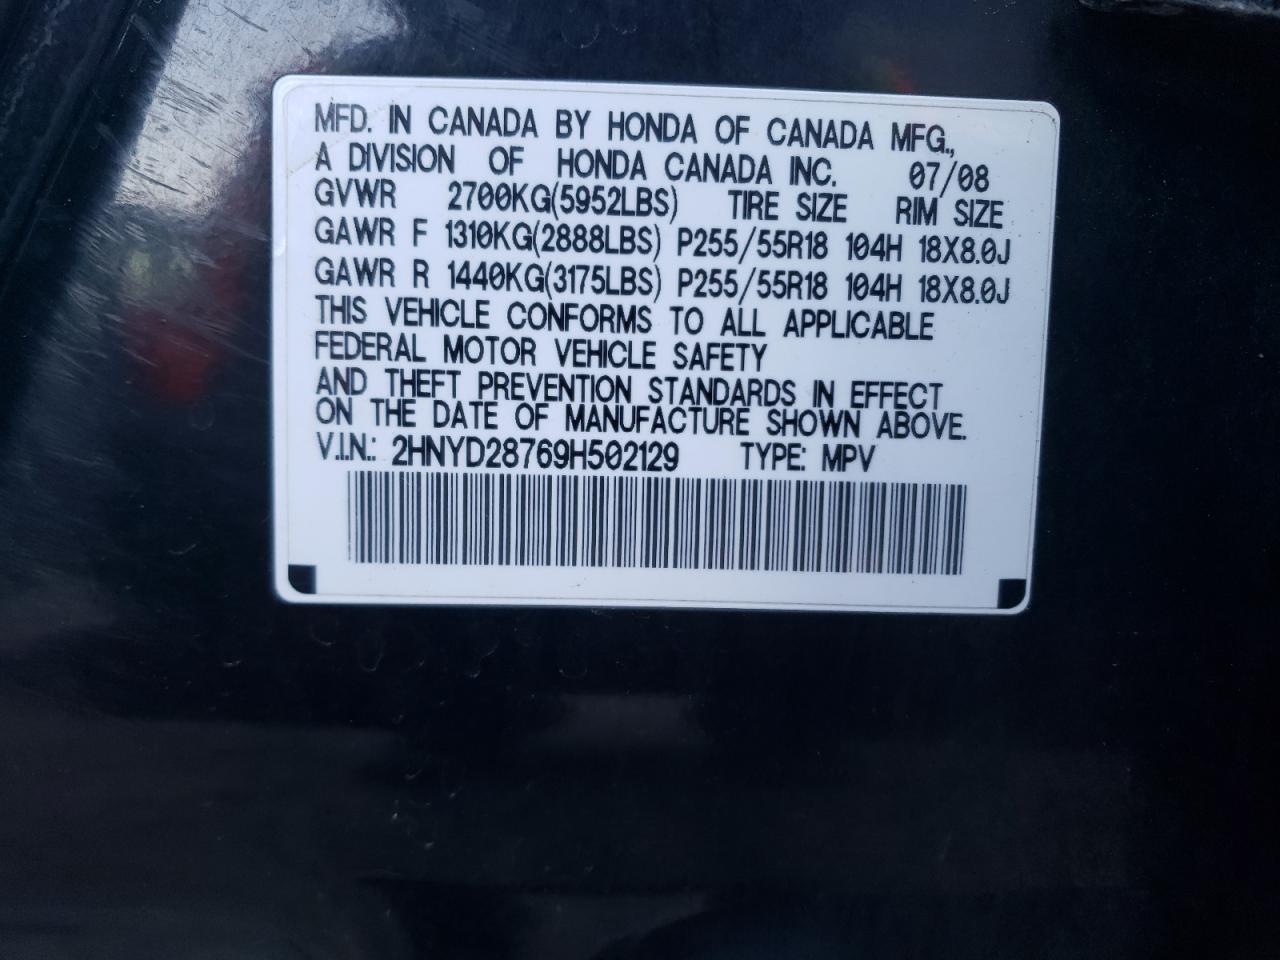 MFD. IN CANADA BY HONDA OF CANADA MFG.,
A DIVISION OF HONDA CANADA INC. 07/08
GVWR 2700KG(5952LBS) TIRE SIZE RIM SIZE
GAWR F 1310KG(2888LBS) P255/55R18 104H 18X8.0J
GAWR R 1440KG(3175LBS) P255/55R18 104H 18X8.0J
THIS VEHICLE CONFORMS TO ALL APPLICABLE
FEDERAL MOTOR VEHICLE SAFETY
AND THEFT PREVENTION STANDARDS IN EFFECT
ON THE DATE OF MANUFACTURE SHOWN ABOVE.
V.I.N.: 2HNYD28769H502129 TYPE: MPV